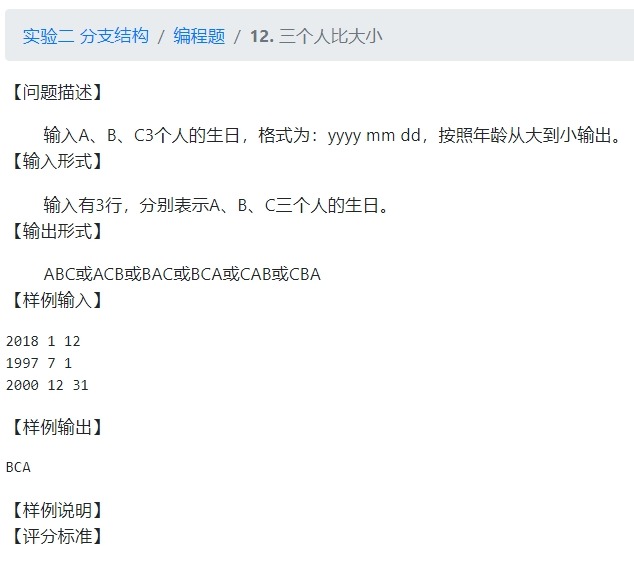 实验二 分支结构 / 编程题 / 12. 三个人比大小
【问题描述】
输入A、B、C3个人的生日，格式为：yyyy mm dd，按照年龄从大到小输出。
【输入形式】
输入有3行，分别表示A、B、C三个人的生日。
【输出形式】
ABC或ACB或BAC或BCA或CAB或CBA
【样例输入】
2018 1 12
1997 7 1
2000 12 31
【样例输出】
BCA
【样例说明】
【评分标准】